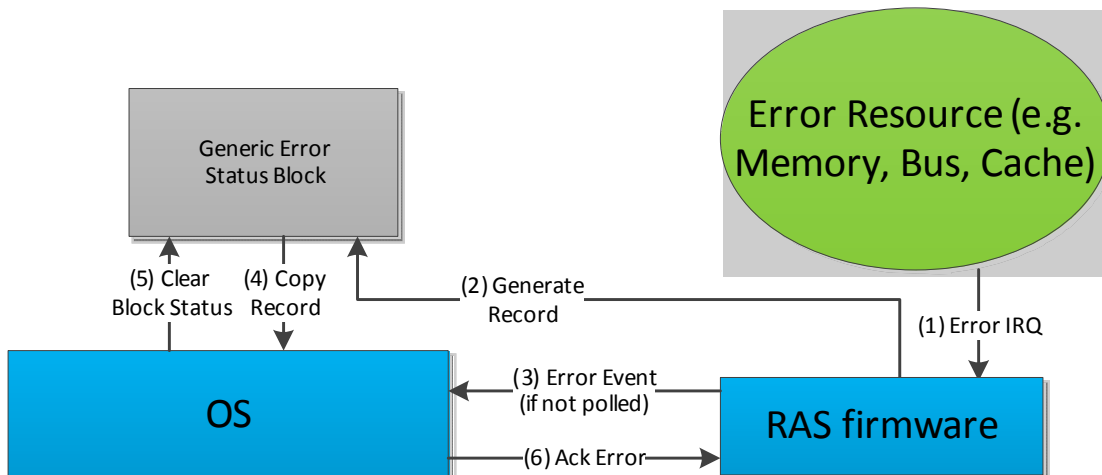 Error Resource (e.g.
Memory, Bus, Cache)
Generic Error
Status Block
(5) Clear
Block Status
(4) Copy
Record
(2) Generate
Record
(1) Error IRQ
(3) Error Event
(if not polled)
OS
RAS firmware
(6) Ack Error